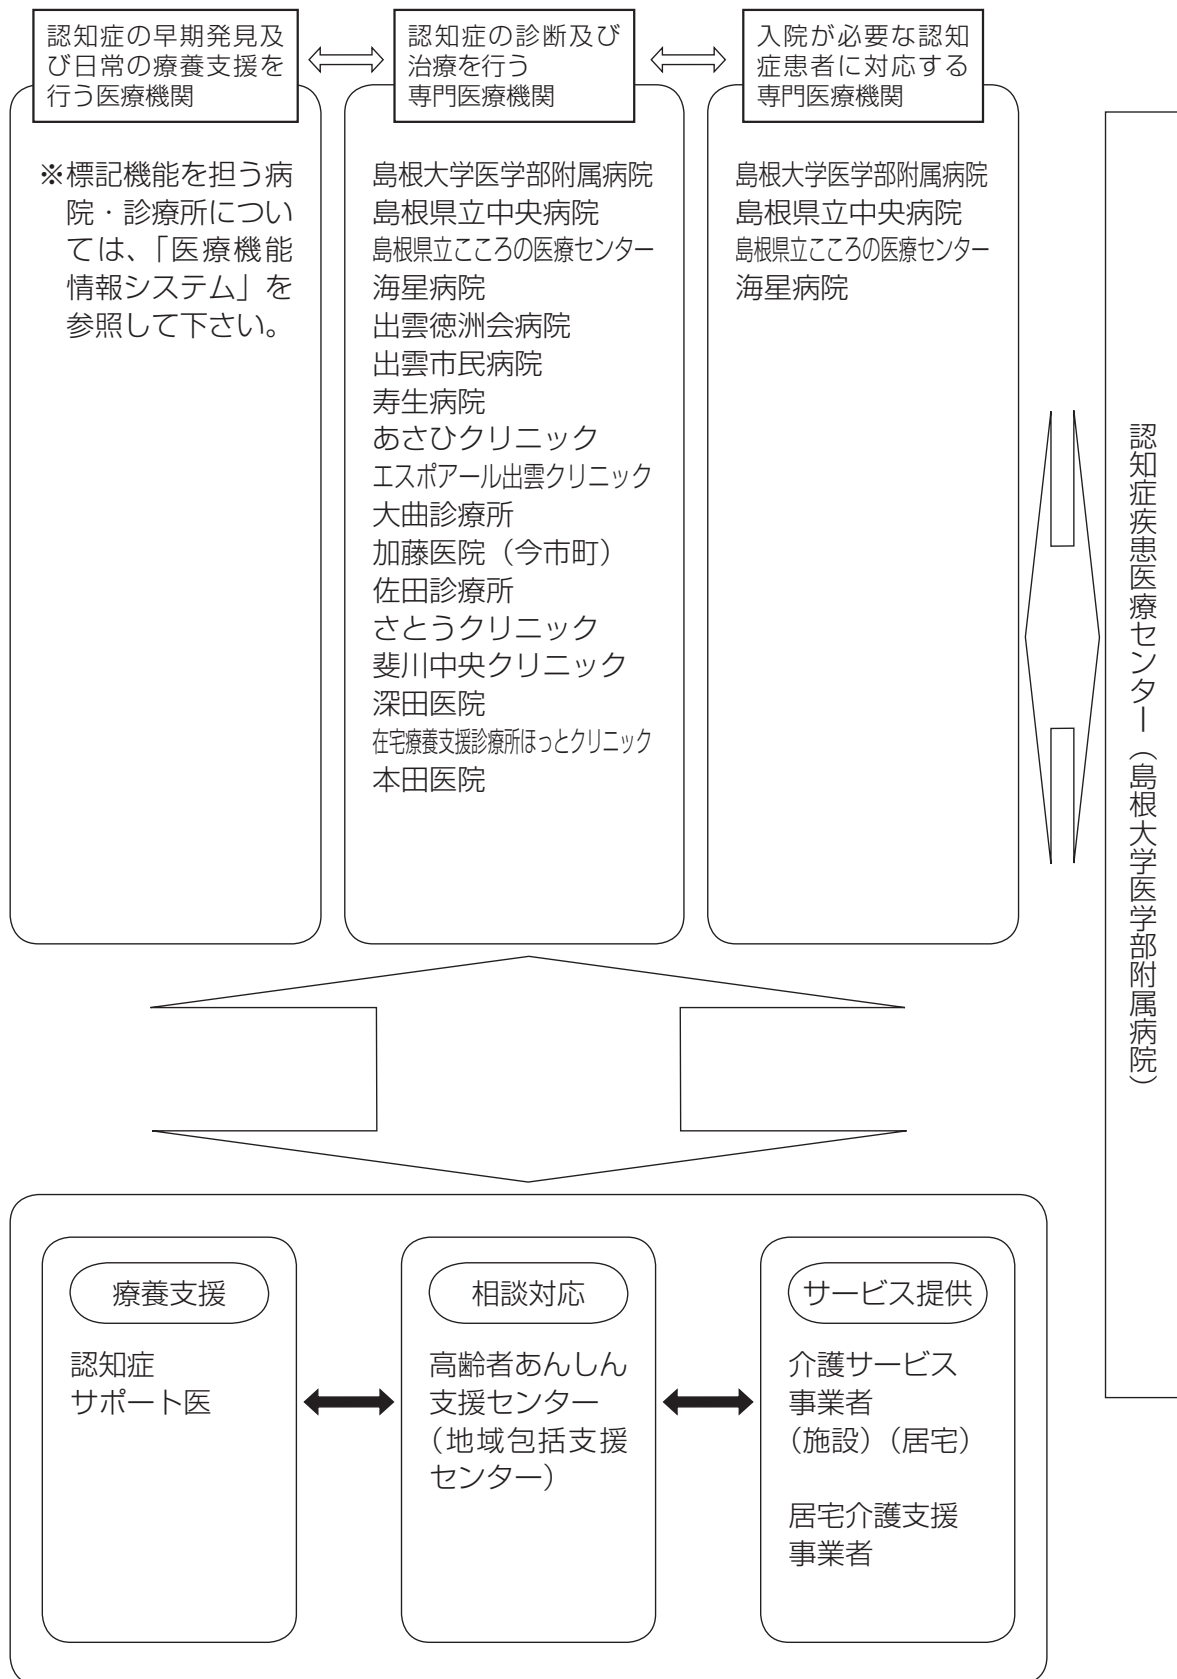 認知症の早期発見及
び日常の療養支援を
行う医療機関
※標記機能を担う病
院・診療所につい
ては、「医療機能
情報システム」を
参照して下さい。
認知症の診断及び
治療を行う
専門医療機関
島根大学医学部附属病院
島根県立中央病院
島根県立こころの医療センター
海星病院
出雲徳洲会病院
出雲市民病院
寿生病院
あさひクリニック
エスポアール出雲クリニック
大曲診療所
加藤医院（今市町）
佐田診療所
さとうクリニック
斐川中央クリニック
深田医院
在宅療養支援診療所ほっとクリニック
本田医院
入院が必要な認知
症患者に対応する
専門医療機関
島根大学医学部附属病院
島根県立中央病院
島根県立こころの医療センター
海星病院
認知症疾患医療センター（島根大学医学部附属病院）
療養支援
認知症
サポート医
相談対応
高齢者あんしん
支援センター
（地域包括支援
センター）
サービス提供
介護サービス
事業者
（施設）（居宅）
居宅介護支援
事業者